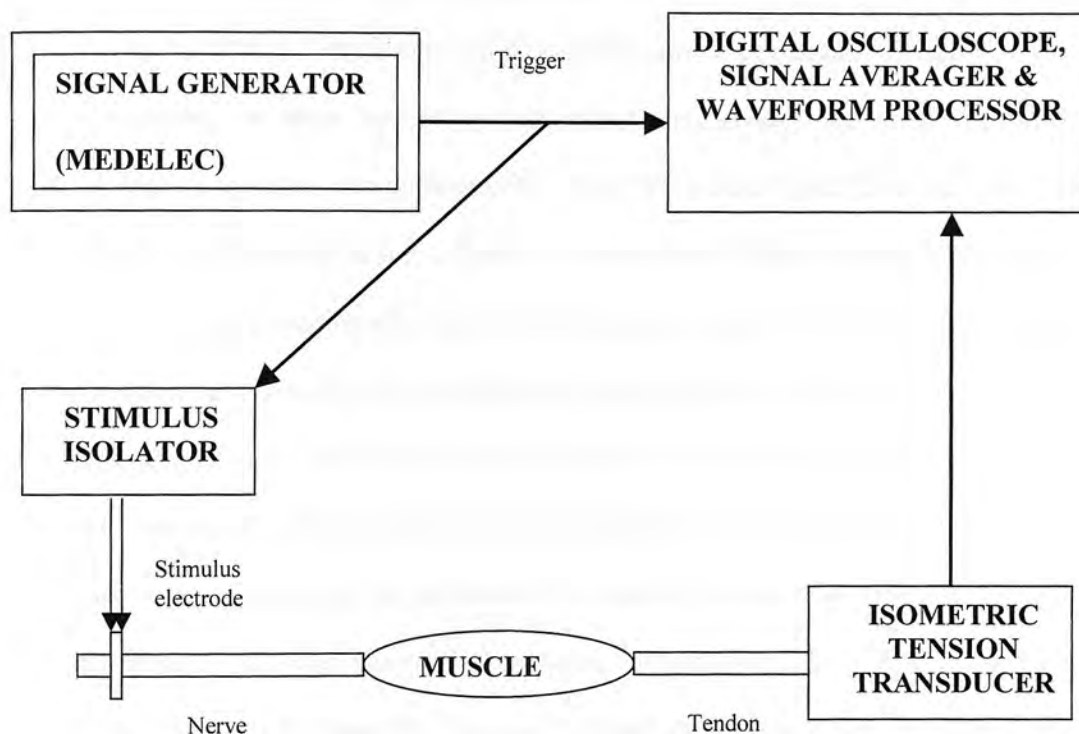 SIGNAL GENERATOR
(MEDELEC)
Trigger
DIGITAL OSCILLOSCOPE,
SIGNAL AVERAGER &
WAVEFORM PROCESSOR
STIMULUS
ISOLATOR
Stimulus
electrode
MUSCLE
Nerve
Tendon
ISOMETRIC
TENSION
TRANSDUCER